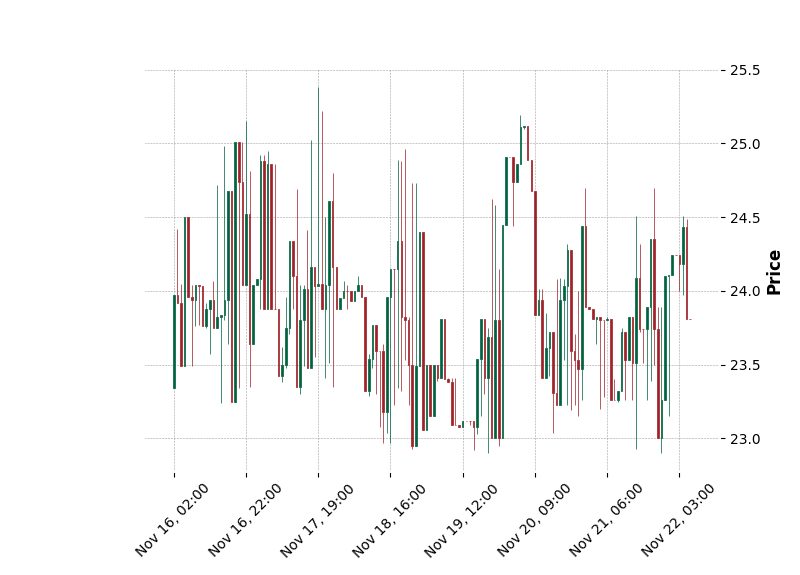 25.5
25.0
24.5
24.0
23.5
23.0
Price
Nov 16, 02:00
Nov 16, 22:00
Nov 17, 19:00
Nov 18, 16:00
Nov 19, 12:00
Nov 20, 09:00
Nov 21, 06:00
Nov 22, 03:00